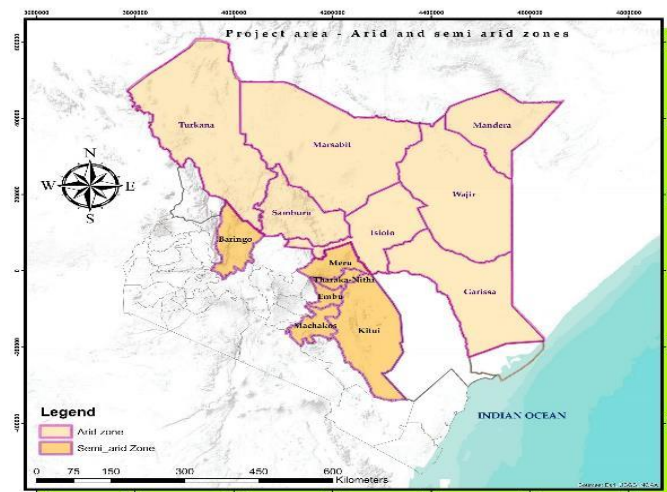 Project area - Arid and semi arid zones
N
W
E
S
Turkana
Marsabit
Mandera
Wajir
Samburu
Isiolo
Baringo
Meru
Tharaka-Nithi
Embu
Garissa
Machakos
Kitui
INDIAN OCEAN
Legend
Arid zone
Semi_arid Zone
0 75 150 300 450 600
Kilometers